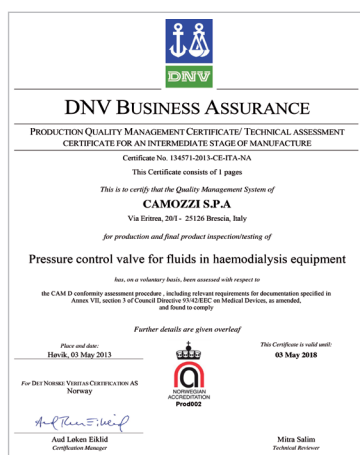 DNV
DNV BUSINESS ASSURANCE
PRODUCTION QUALITY MANAGEMENT CERTIFICATE/ TECHNICAL ASSESSMENT
CERTIFICATE FOR AN INTERMEDIATE STAGE OF MANUFACTURE
Certificate No. 134571-2013-CE-ITA-NA
This Certificate consists of 1 pages
This is to certify that the Quality Management System of
CAMOZZI S.P.A
Via Eritrea, 20/I - 25126 Brescia, Italy
for production and final product inspection/testing of
Pressure control valve for fluids in haemodialysis equipment
has, on a voluntary basis, been assessed with respect to
the CAM D conformity assessment procedure , including relevant requirements for documentation specified in
Annex VII, section 3 of Council Directive 93/42/EEC on Medical Devices, as amended,
and found to comply
Further details are given overleaf
Place and date:
Høvik, 03 May 2013
This Certificate is valid until:
03 May 2018
FOR DET NORSKE VERITAS CERTIFICATION AS
Norway
NORWEGIAN
ACCREDITATION
Prod002
Aud Løken Eiklid
Certification Manager
Mitra Salim
Technical Reviewer